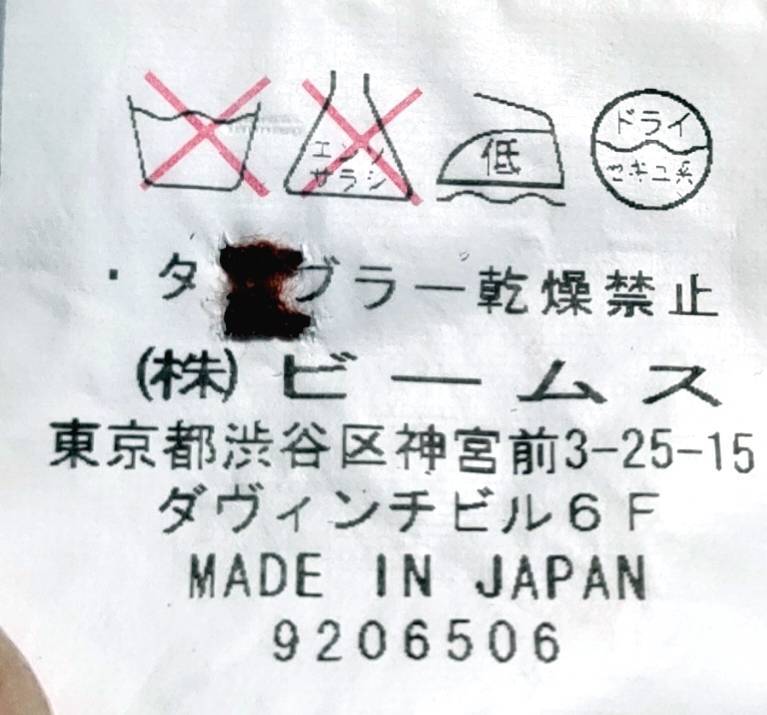 エンソ
サラシ
低
ドライ
セキユ系
・タ ブラー乾燥禁止
(株)ビームス
東京都渋谷区神宮前3-25-15
ダヴィンチビル6F
MADE IN JAPAN
9206506